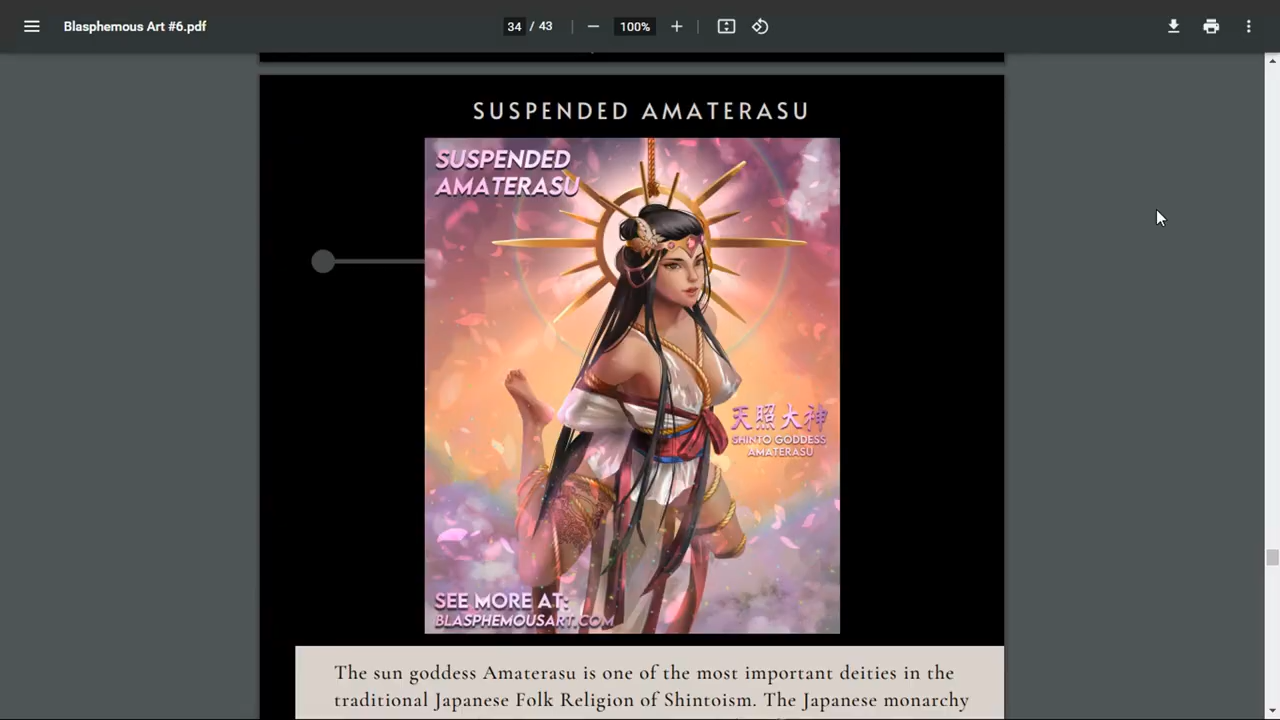 Blasphemous Art #6.pdf
34 / 43
100%
SUSPENDED AMATERASU
SUSPENDED
AMATERASU
天照大神
SHINTO GODDESS
AMATERASU
SEE MORE AT:
BLASPHEMOUSART.COM
The sun goddess Amaterasu is one of the most important deities in the
traditional Japanese Folk Religion of Shintoism. The Japanese monarchy